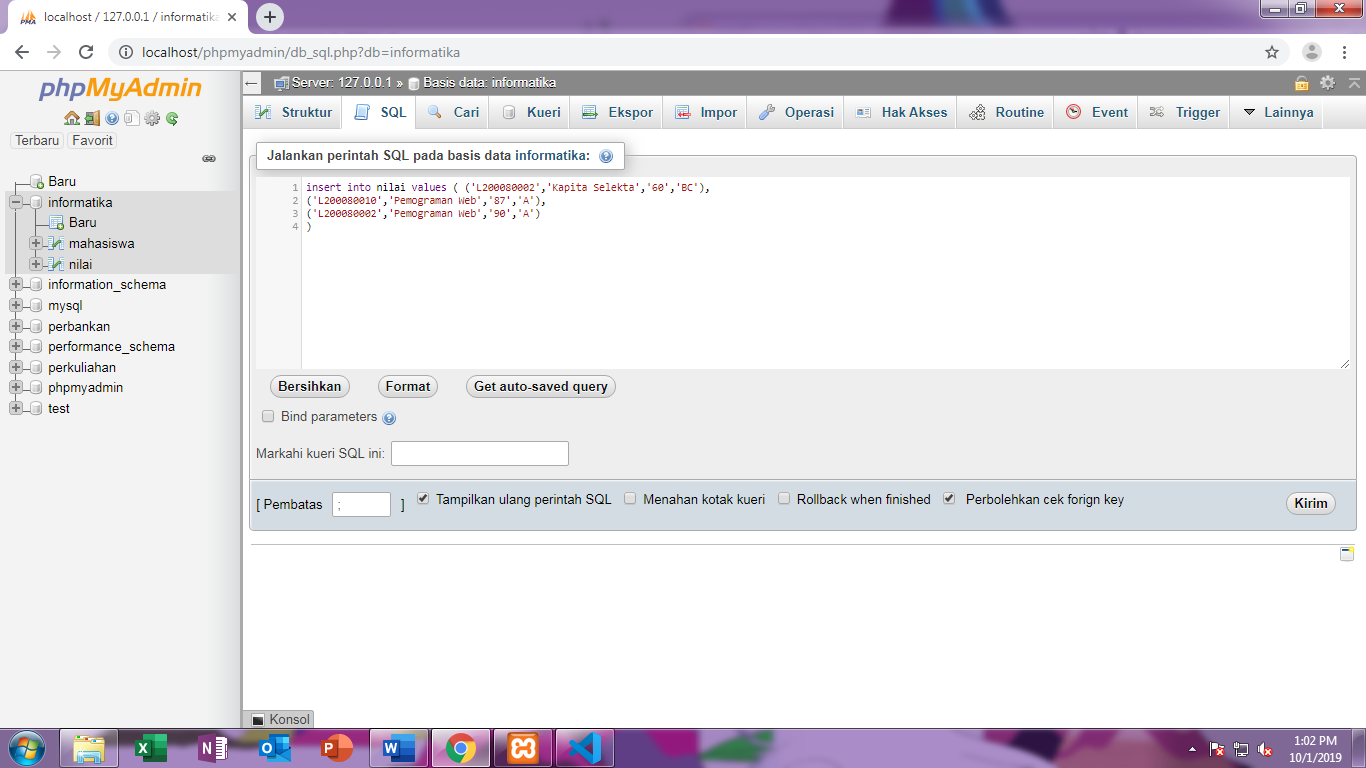 localhost / 127.0.0.1 / informatika
localhost/phpmyadmin/db_sql.php?db=informatika
phpMyAdmin
Terbaru Favorit
Baru
informatika
Baru
mahasiswa
nilai
information_schema
mysql
perbankan
performance_schema
perkuliahan
phpmyadmin
test
Server: 127.0.0.1 » Basis data: informatika
Struktur SQL Cari Kueri Ekspor Impor Operasi Hak Akses Routine Event Trigger Lainnya
Jalankan perintah SQL pada basis data informatika:
1 insert into nilai values ( ('L200080002','Kapita Selekta','60','BC'),
2 ('L200080010','Pemograman Web','87','A'),
3 ('L200080002','Pemograman Web','90','A')
4 )
Bersihkan Format Get auto-saved query
Bind parameters
Markahi kueri SQL ini:
[ Pembatas ; ] Tampilkan ulang perintah SQL Menahan kotak kueri Rollback when finished Perbolehkan cek forign key Kirim
Konsol
1:02 PM
10/1/2019